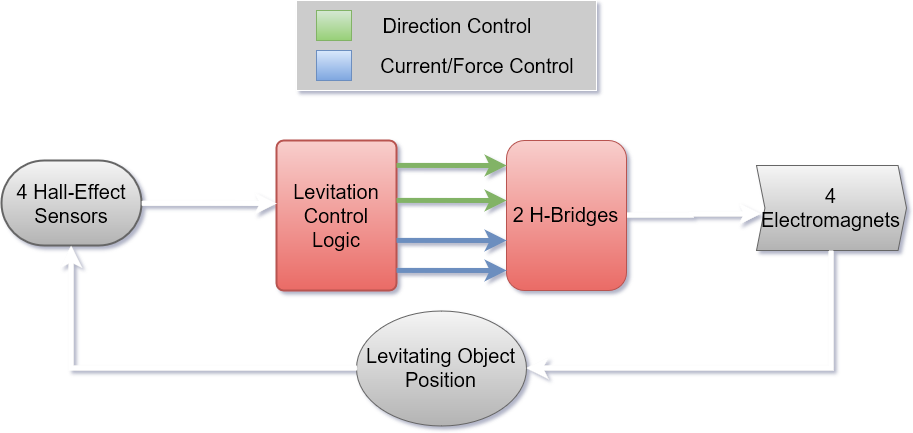 Direction Control
Current/Force Control
4 Hall-Effect
Sensors
Levitation
Control
Logic
2 H-Bridges
4
Electromagnets
Levitating Object
Position